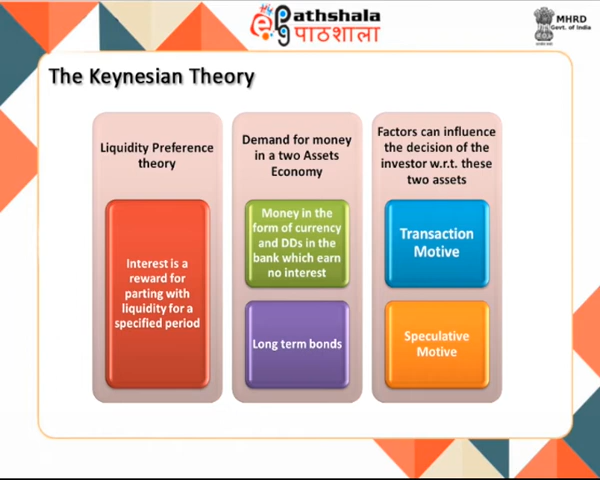 Pathshala
पाठशाला
MHRD
Govt. of India
The Keynesian Theory
Liquidity Preference
theory
Interest is a
reward for
parting with
liquidity for a
specified period
Demand for money
in a two Assets
Economy
Money in the
form of currency
and DDs in the
bank which earn
no interest
Long term bonds
Factors can influence
the decision of the
investor w.r.t. these
two assets
Transaction
Motive
Speculative
Motive